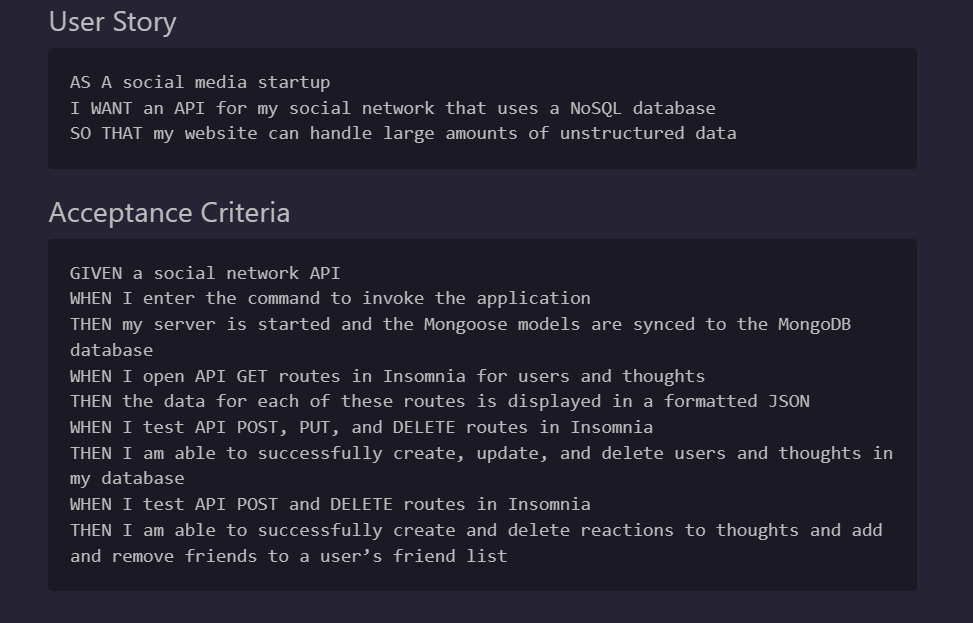 User Story
AS A social media startup
I WANT an API for my social network that uses a NoSQL database
SO THAT my website can handle large amounts of unstructured data
Acceptance Criteria
GIVEN a social network API
WHEN I enter the command to invoke the application
THEN my server is started and the Mongoose models are synced to the MongoDB
database
WHEN I open API GET routes in Insomnia for users and thoughts
THEN the data for each of these routes is displayed in a formatted JSON
WHEN I test API POST, PUT, and DELETE routes in Insomnia
THEN I am able to successfully create, update, and delete users and thoughts in
my database
WHEN I test API POST and DELETE routes in Insomnia
THEN I am able to successfully create and delete reactions to thoughts and add
and remove friends to a user’s friend list